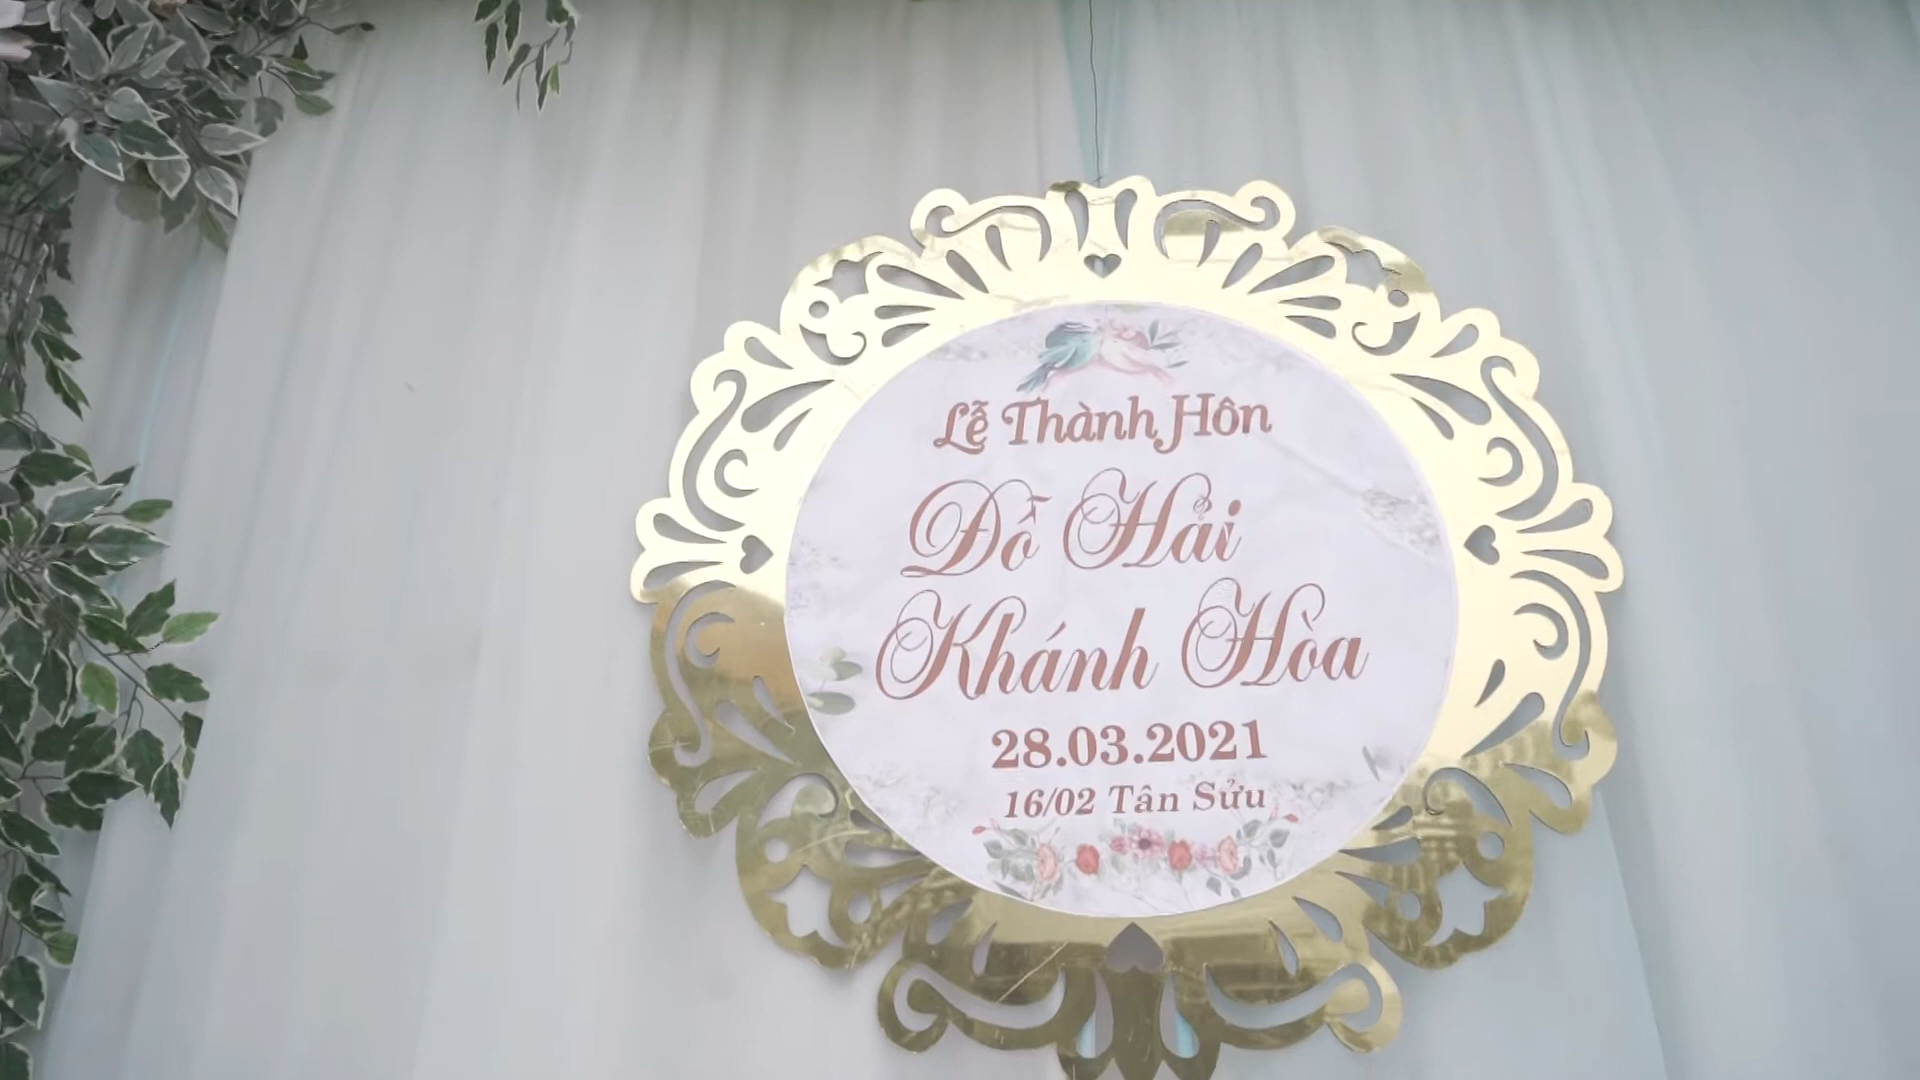 Lễ Thành Hôn
Đỗ Hải
Khánh Hòa
28.03.2021
16/02 Tân Sửu